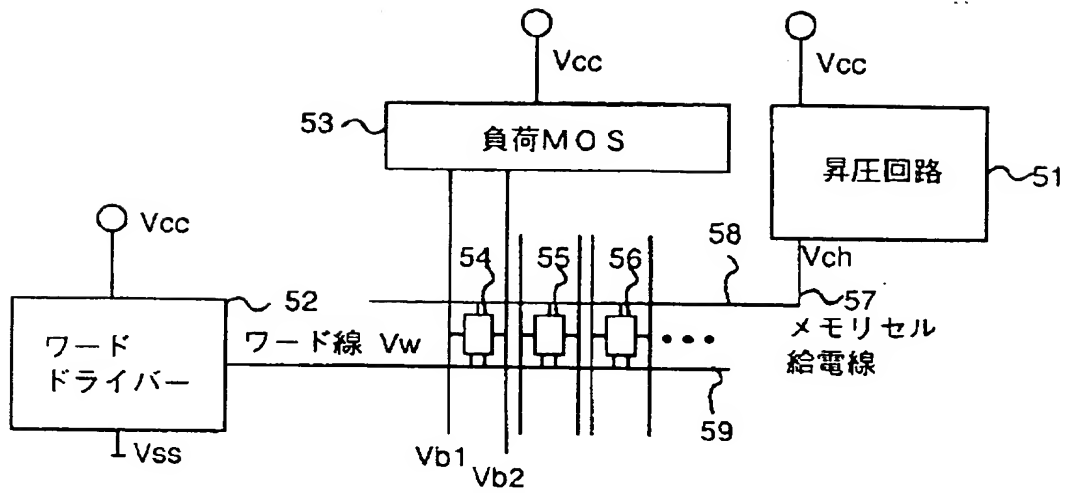 Vcc
Vcc
53
負荷MOS
昇圧回路
51
Vcc
54
55
56
58
Vch
52
57
ワード線 Vw
メモリセル
給電線
ワード
ドライバー
59
Vss
Vb1
Vb2